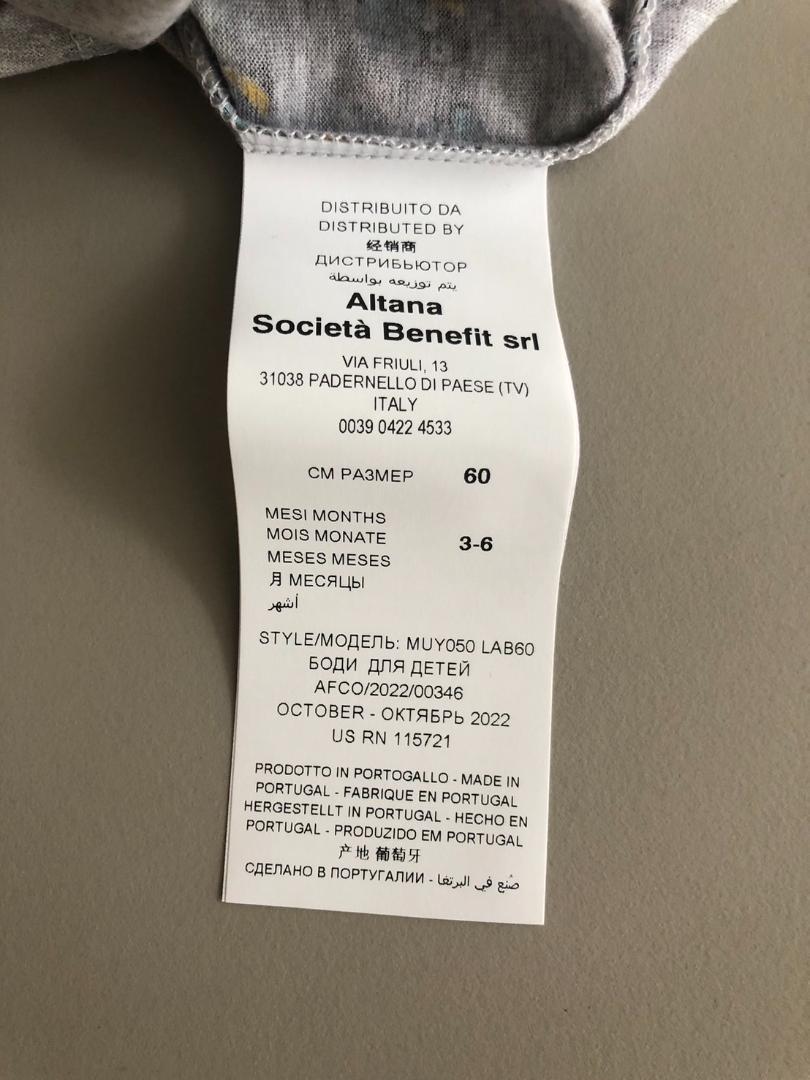 DISTRIBUITO DA
DISTRIBUTED BY
经销商
ДИСТРИБЬЮТОР
يتم توزيعه بواسطة
Altana
Società Benefit srl
VIA FRIULI, 13
31038 PADERNELLO DI PAESE (TV)
ITALY
0039 0422 4533
СМ РАЗМЕР 60
MESI MONTHS
MOIS MONATE 3-6
MESES MESES
月 МЕСЯЦЫ
أشهر
STYLE/МОДЕЛЬ: MUY050 LAB60
БОДИ ДЛЯ ДЕТЕЙ
AFCO/2022/00346
OCTOBER - ОКТЯБРЬ 2022
US RN 115721
PRODOTTO IN PORTOGALLO - MADE IN
PORTUGAL - FABRIQUE EN PORTUGAL
HERGESTELLT IN PORTUGAL - HECHO EN
PORTUGAL - PRODUZIDO EM PORTUGAL
产地 葡萄牙
СДЕЛАНО В ПОРТУГАЛИИ - صُنع في البرتغا